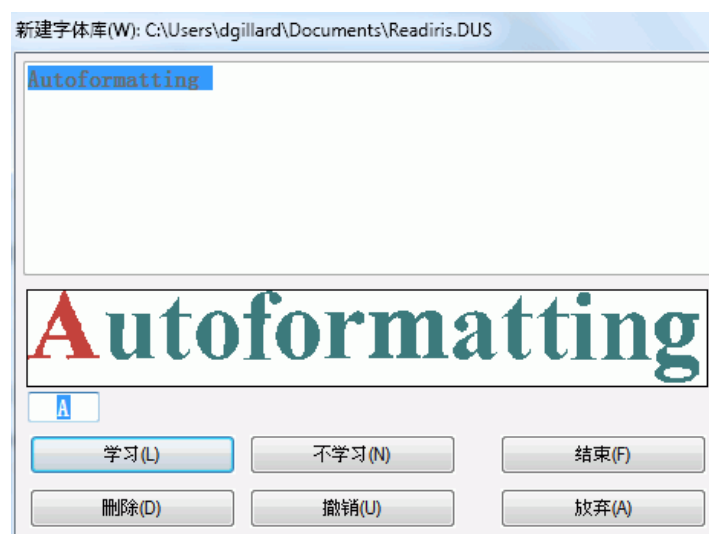 新建字体库(W): C:\Users\dgillard\Documents\Readiris.DUS
Autoformatting
Autoformatting
A
学习(L) 不学习(N) 结束(F)
删除(D) 撤销(U) 放弃(A)